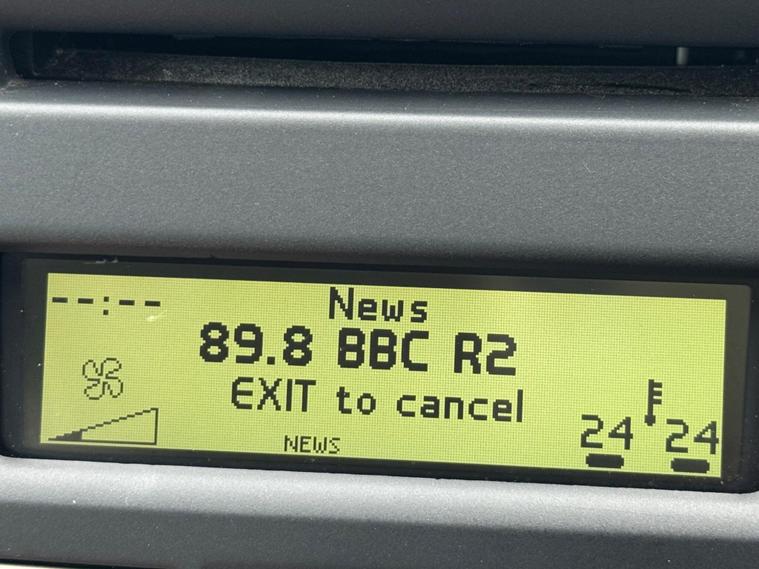 --:--
News
89.8 BBC R2
EXIT to cancel
NEWS
24 24